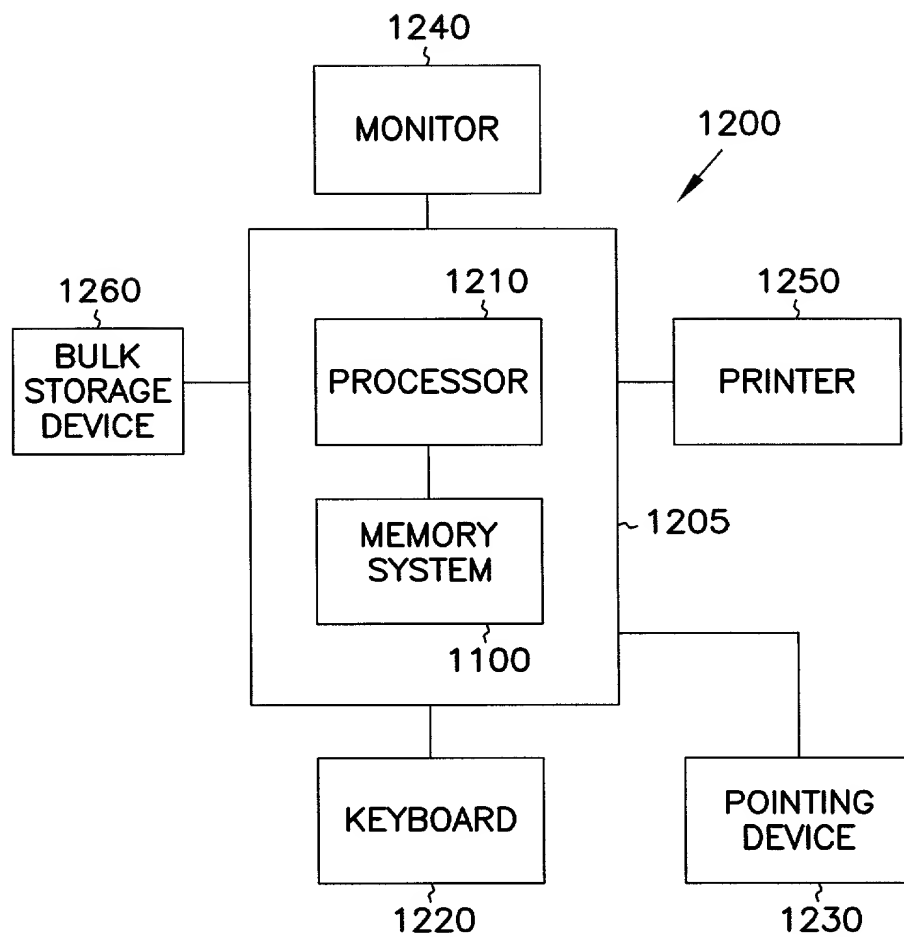 1240
MONITOR
1200
1260
BULK
STORAGE
DEVICE
1210
PROCESSOR
1250
PRINTER
MEMORY
SYSTEM
1205
1100
KEYBOARD
1220
POINTING
DEVICE
1230